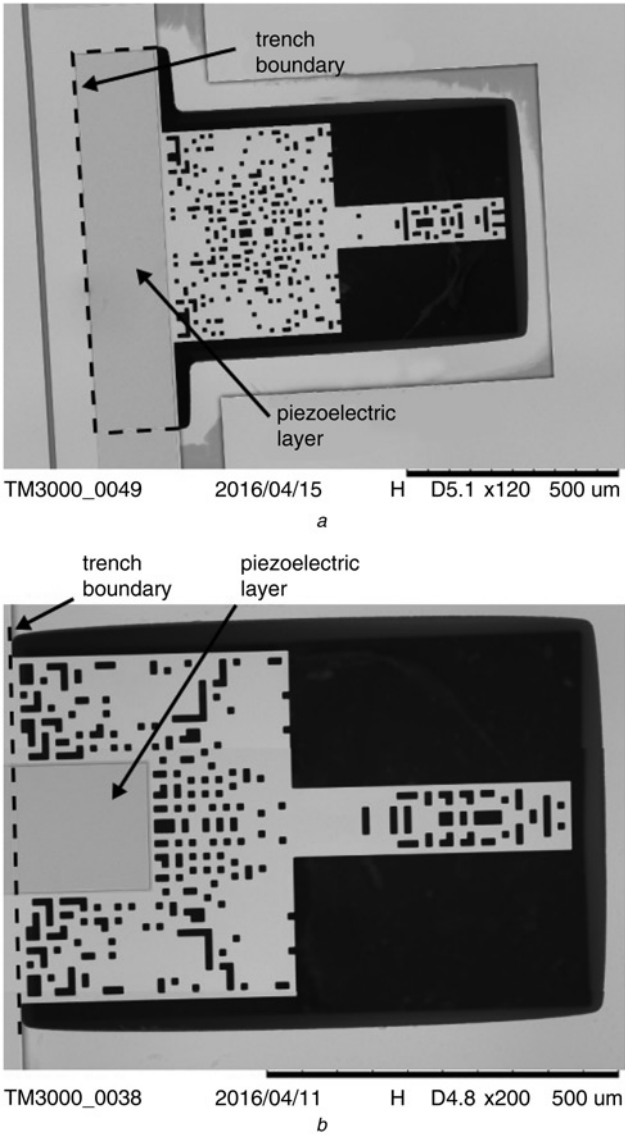 trench
boundary
piezoelectric
layer
TM3000_0049 2016/04/15 H D5.1 x120 500 um
a
trench
boundary
piezoelectric
layer
TM3000_0038 2016/04/11 H D4.8 x200 500 um
b